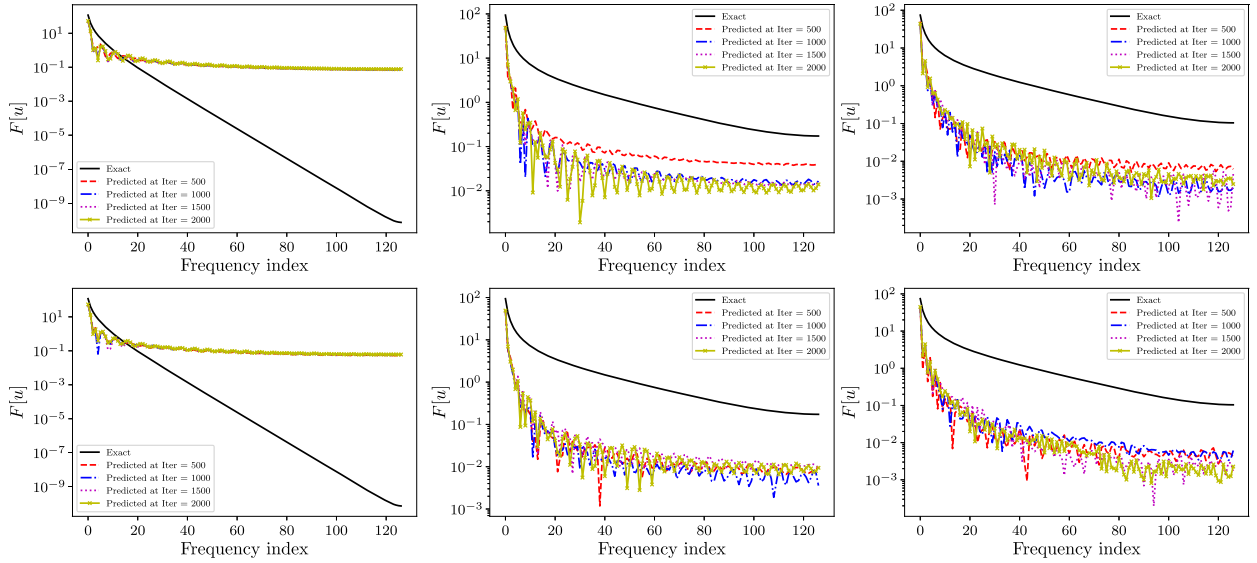 10^1
10^-1
10^-3
10^-5
10^-7
10^-9
F[u]
0 20 40 60 80 100 120
Frequency index
Exact
Predicted at Iter = 500
Predicted at Iter = 1000
Predicted at Iter = 1500
Predicted at Iter = 2000
10^2
10^1
10^0
10^-1
10^-2
F[u]
0 20 40 60 80 100 120
Frequency index
Exact
Predicted at Iter = 500
Predicted at Iter = 1000
Predicted at Iter = 1500
Predicted at Iter = 2000
10^2
10^1
10^0
10^-1
10^-2
10^-3
F[u]
0 20 40 60 80 100 120
Frequency index
Exact
Predicted at Iter = 500
Predicted at Iter = 1000
Predicted at Iter = 1500
Predicted at Iter = 2000
10^1
10^-1
10^-3
10^-5
10^-7
10^-9
F[u]
0 20 40 60 80 100 120
Frequency index
Exact
Predicted at Iter = 500
Predicted at Iter = 1000
Predicted at Iter = 1500
Predicted at Iter = 2000
10^2
10^1
10^0
10^-1
10^-2
10^-3
F[u]
0 20 40 60 80 100 120
Frequency index
Exact
Predicted at Iter = 500
Predicted at Iter = 1000
Predicted at Iter = 1500
Predicted at Iter = 2000
10^2
10^1
10^0
10^-1
10^-2
10^-3
F[u]
0 20 40 60 80 100 120
Frequency index
Exact
Predicted at Iter = 500
Predicted at Iter = 1000
Predicted at Iter = 1500
Predicted at Iter = 2000